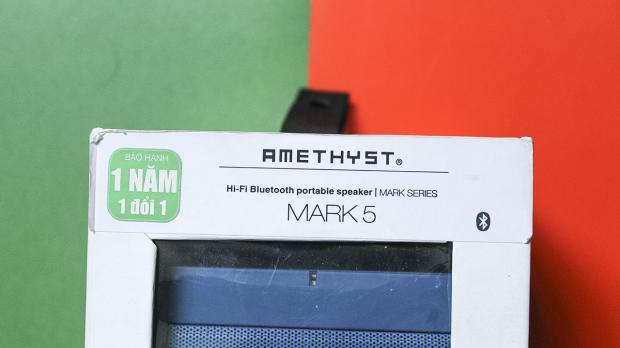 AMETHYST®
BẢO HÀNH
1 NĂM
1 đổi 1
Hi-Fi Bluetooth portable speaker | MARK SERIES
MARK 5